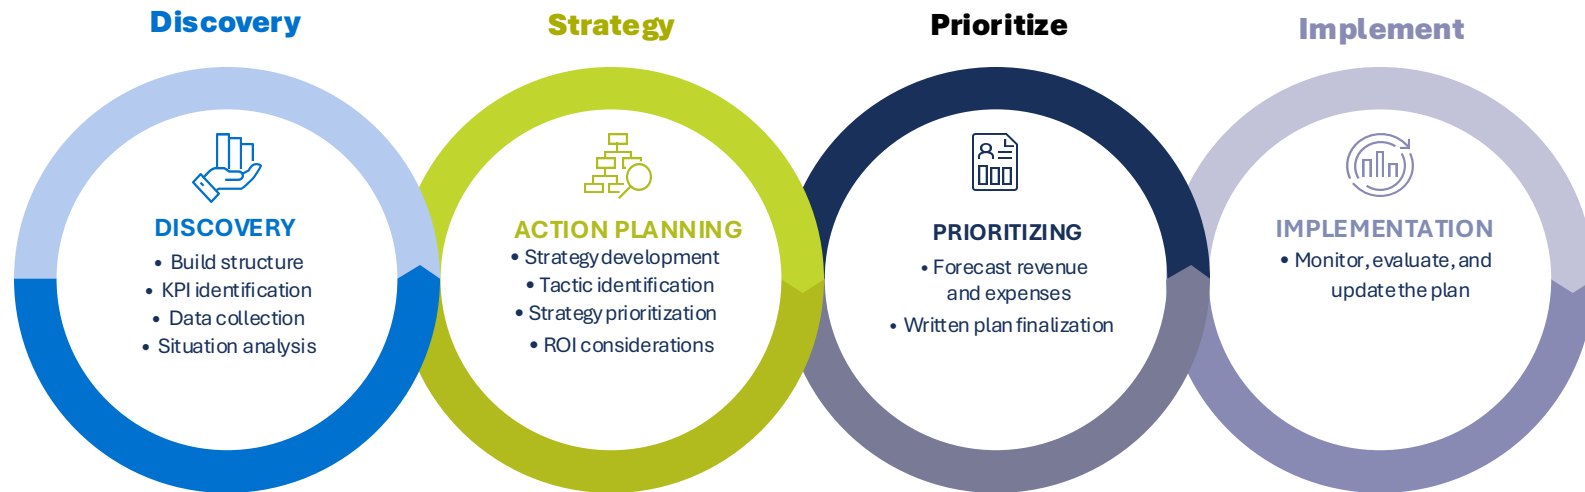 Discovery
Strategy
Prioritize
Implement
DISCOVERY
• Build structure
• KPI identification
• Data collection
• Situation analysis
ACTION PLANNING
• Strategy development
• Tactic identification
• Strategy prioritization
• ROI considerations
PRIORITIZING
• Forecast revenue
and expenses
• Written plan finalization
IMPLEMENTATION
• Monitor, evaluate, and
update the plan